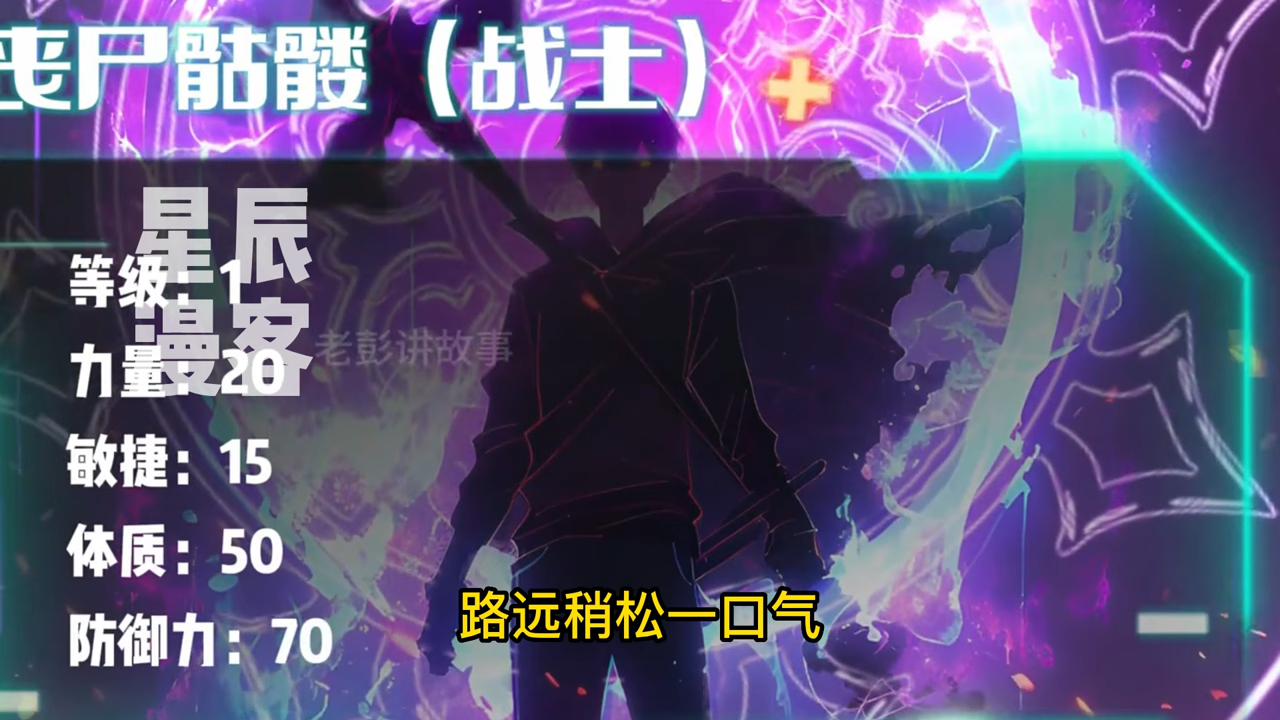 丧尸骷髅（战士）
星辰
漫客
等级：1
老彭讲故事
力量：20
敏捷：15
体质：50
防御力：70
路远稍松一口气